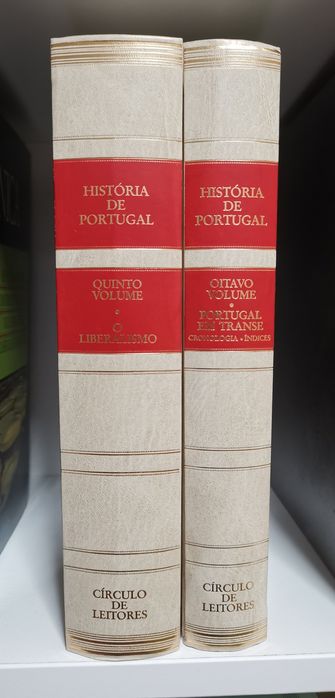 HISTÓRIA
DE
PORTUGAL
QUINTO
VOLUME
•
O
LIBERALISMO
CÍRCULO
DE
LEITORES
HISTÓRIA
DE
PORTUGAL
OITAVO
VOLUME
•
PORTUGAL
EM TRANSE
CRONOLOGIA • ÍNDICES
CÍRCULO
DE
LEITORES